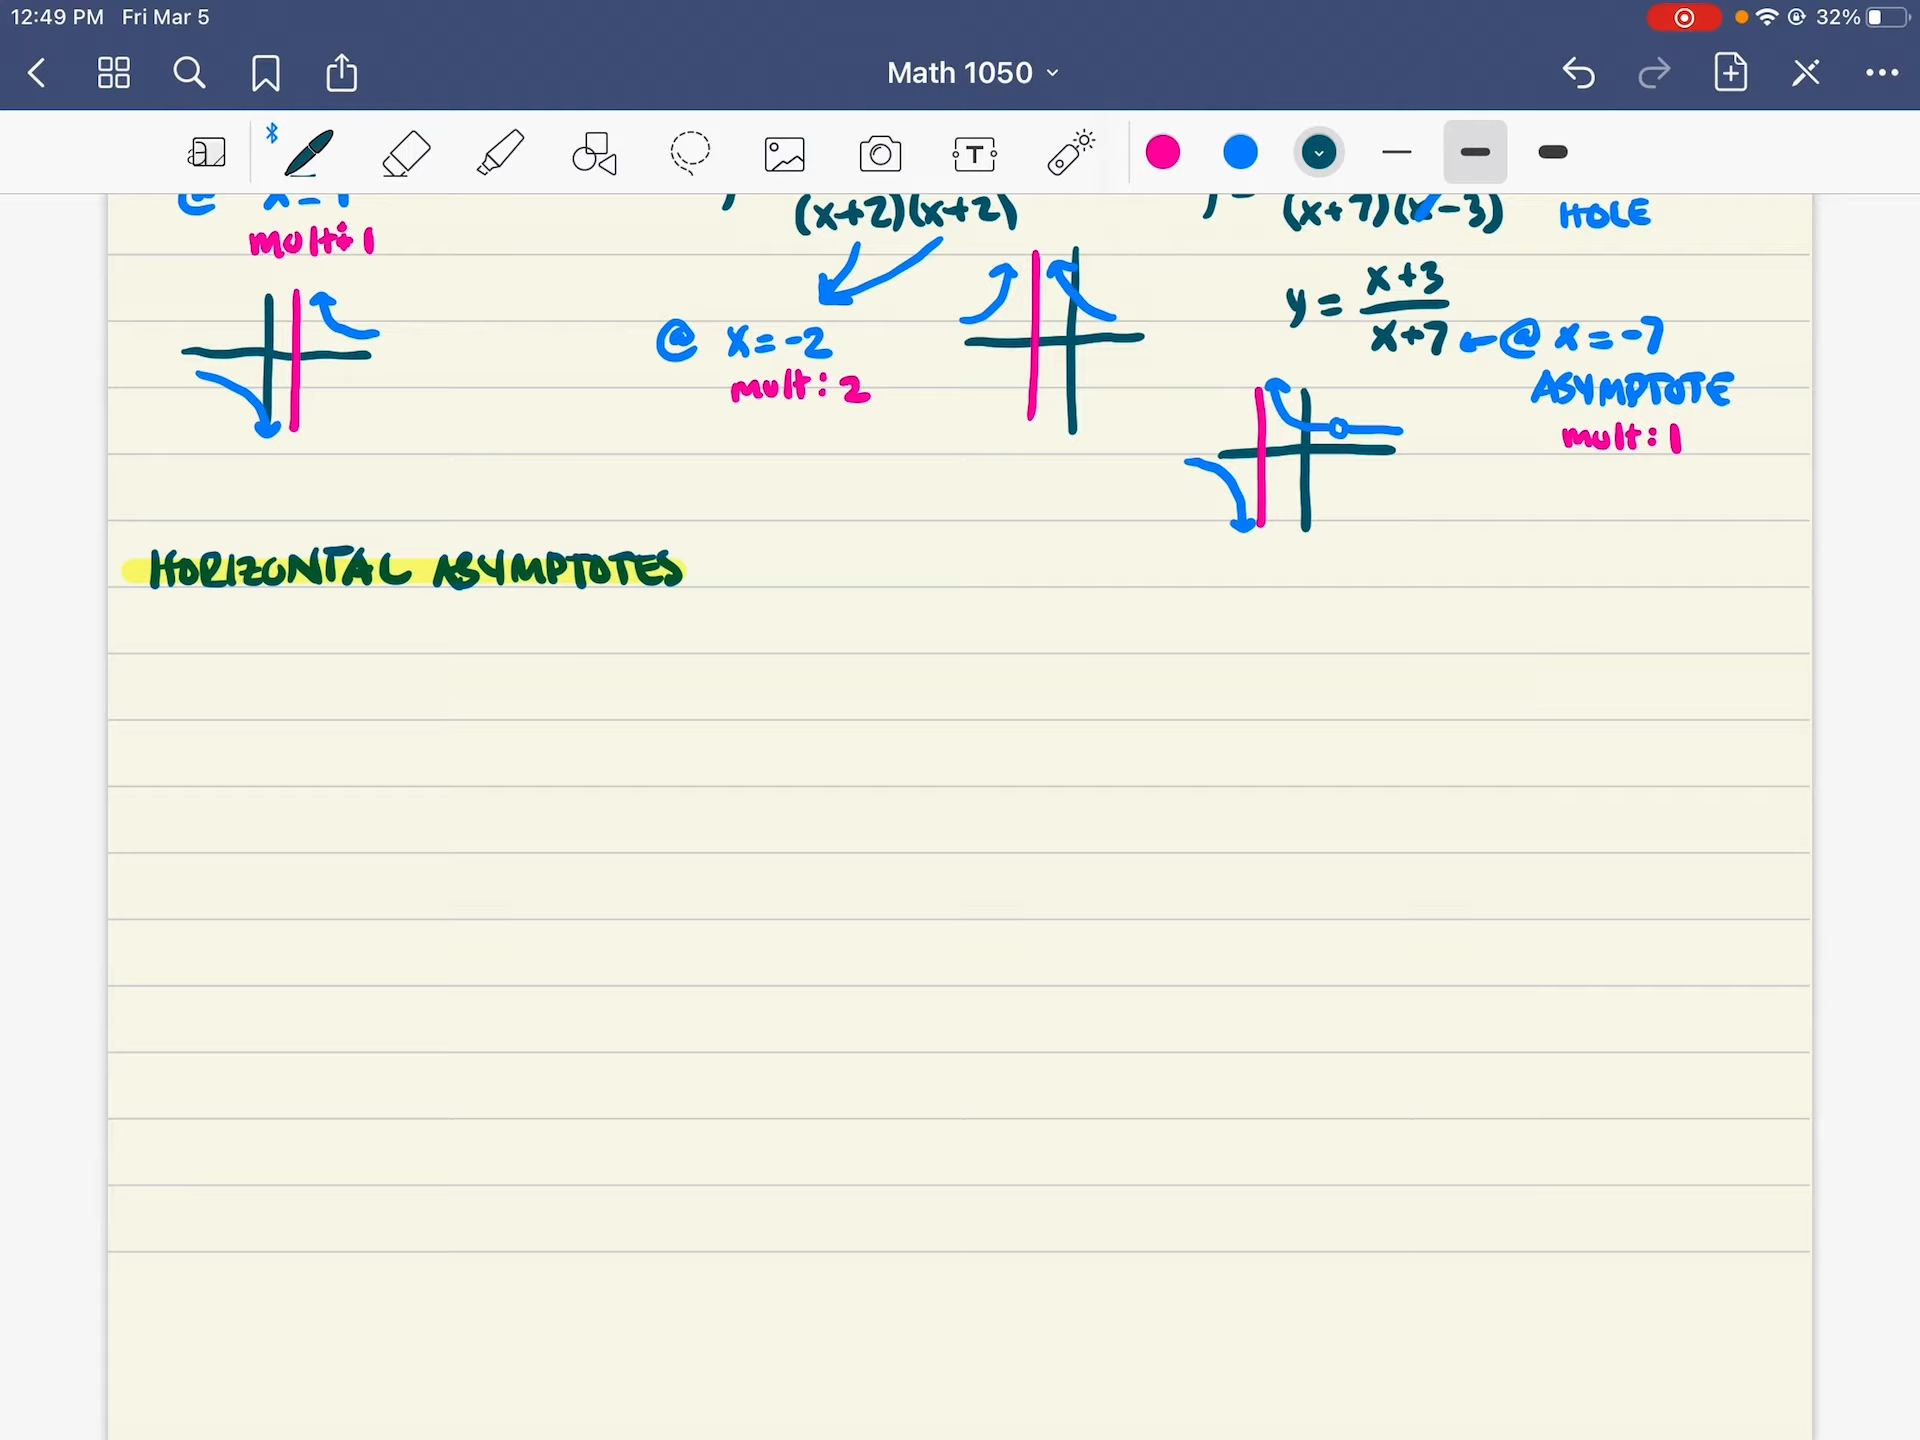 12:49 PM Fri Mar 5
32%
Math 1050
T
mult: 1
(x+2)(x+2)
@ x=-2
mult: 2
(x+7)(x-3) HOLE
y = x+3
x+7 @ x=-7
ASYMPTOTE
mult: 1
HORIZONTAL ASYMPTOTES